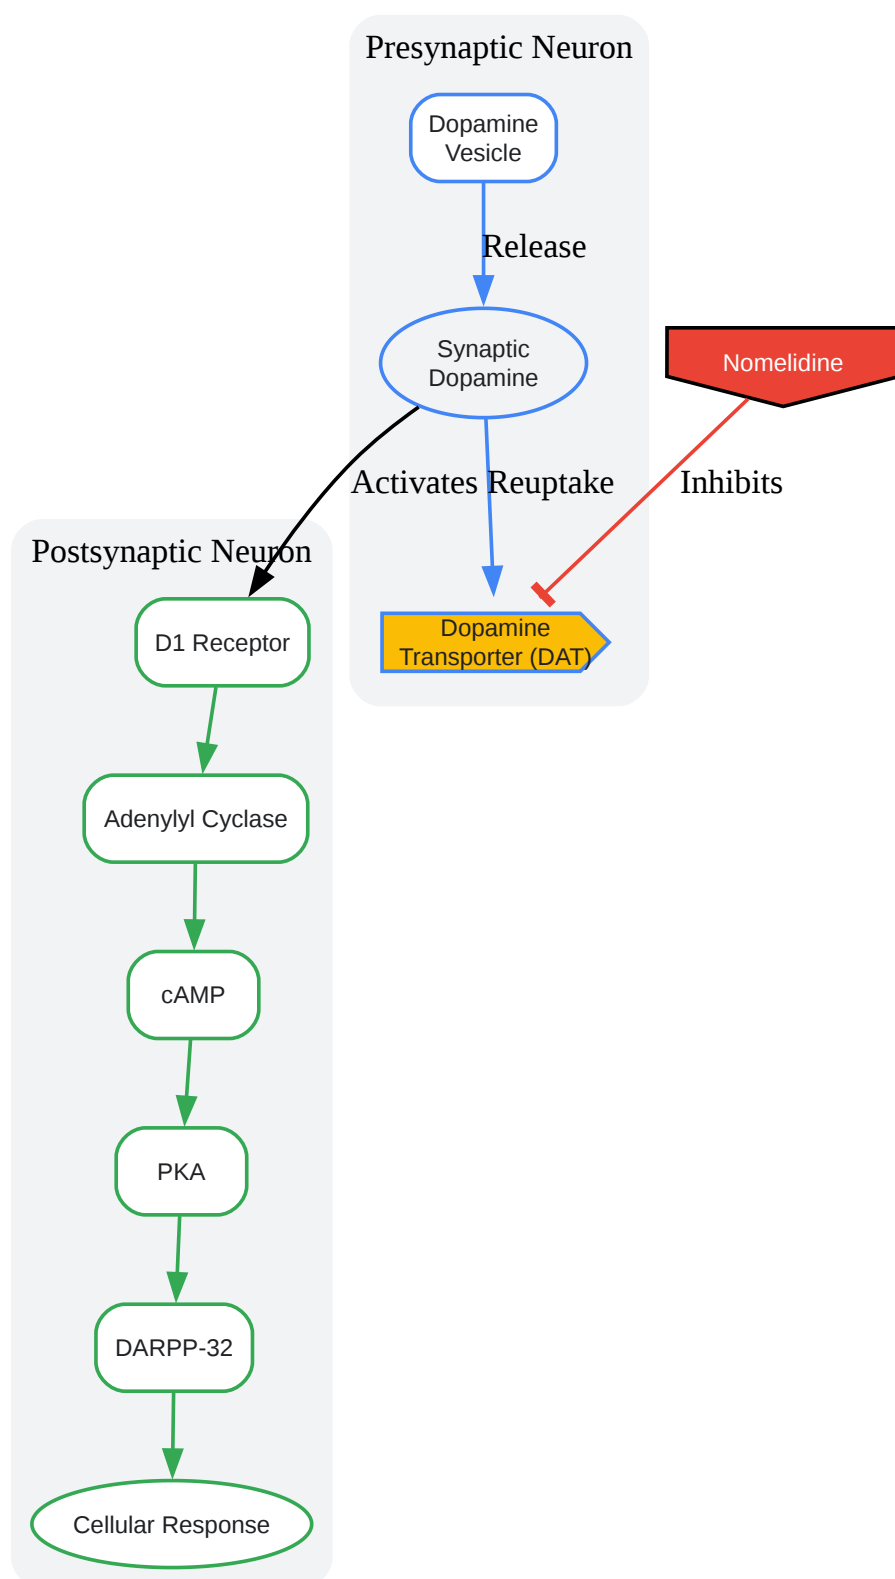 Presynaptic Neuron
Dopamine
Vesicle
Release
Synaptic
Dopamine
Nomelidine
Activates
Reuptake
Inhibits
Postsynaptic Neuron
D1 Receptor
Dopamine
Transporter (DAT)
Adenylyl Cyclase
cAMP
PKA
DARPP-32
Cellular Response